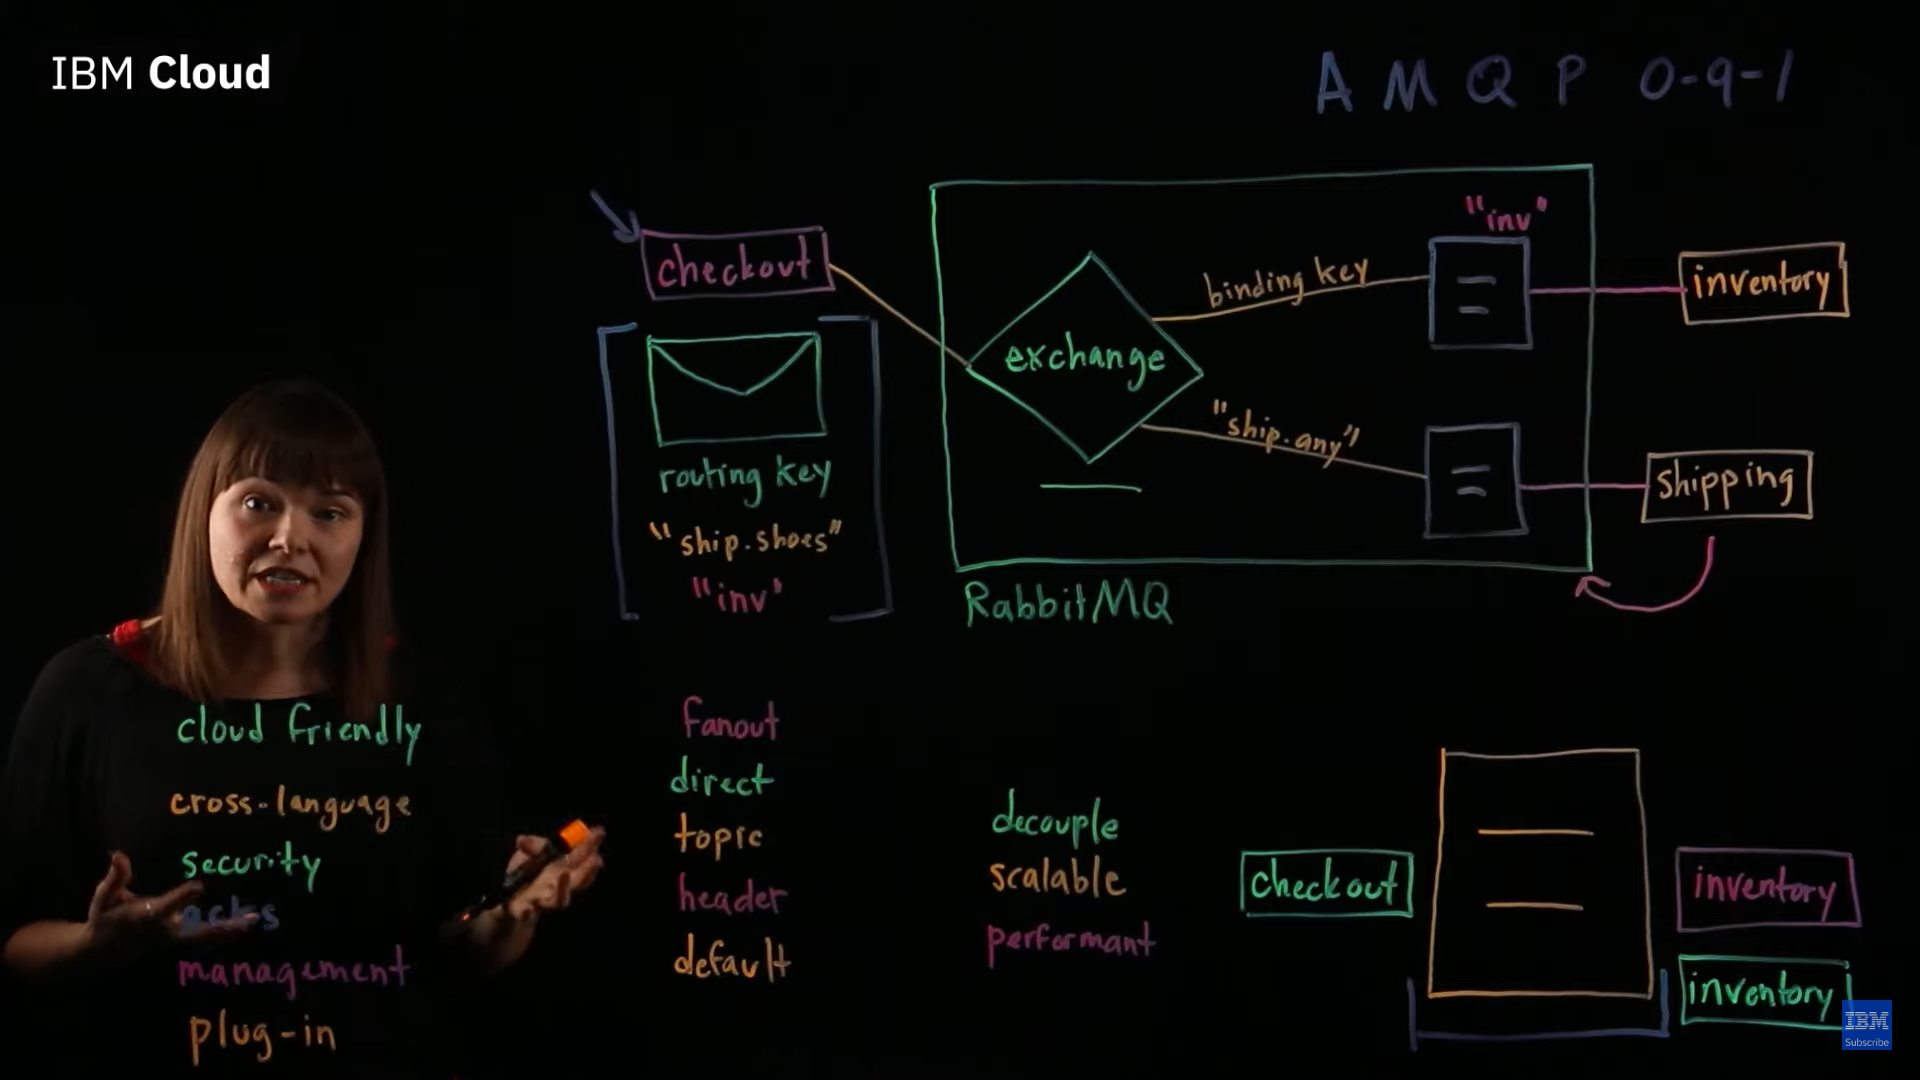 IBM Cloud
AMQP 0-9-1
checkout
routing key
"ship.shoes"
"inv"
exchange
binding key
"ship.any"
"inv"
inventory
shipping
RabbitMQ
cloud friendly
cross-language
security
acks
management
plug-in
fanout
direct
topic
header
default
decouple
scalable
performant
checkout
inventory
inventory
IBM
Subscribe